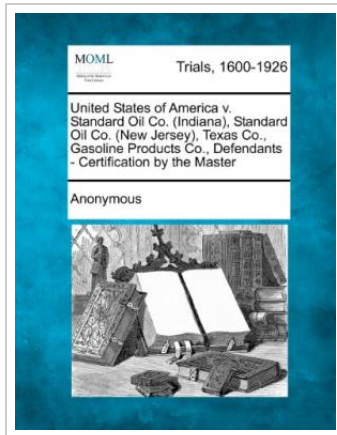 MOML
Trials, 1600-1926
United States of America v.
Standard Oil Co. (Indiana), Standard
Oil Co. (New Jersey), Texas Co.,
Gasoline Products Co., Defendants
- Certification by the Master
Anonymous